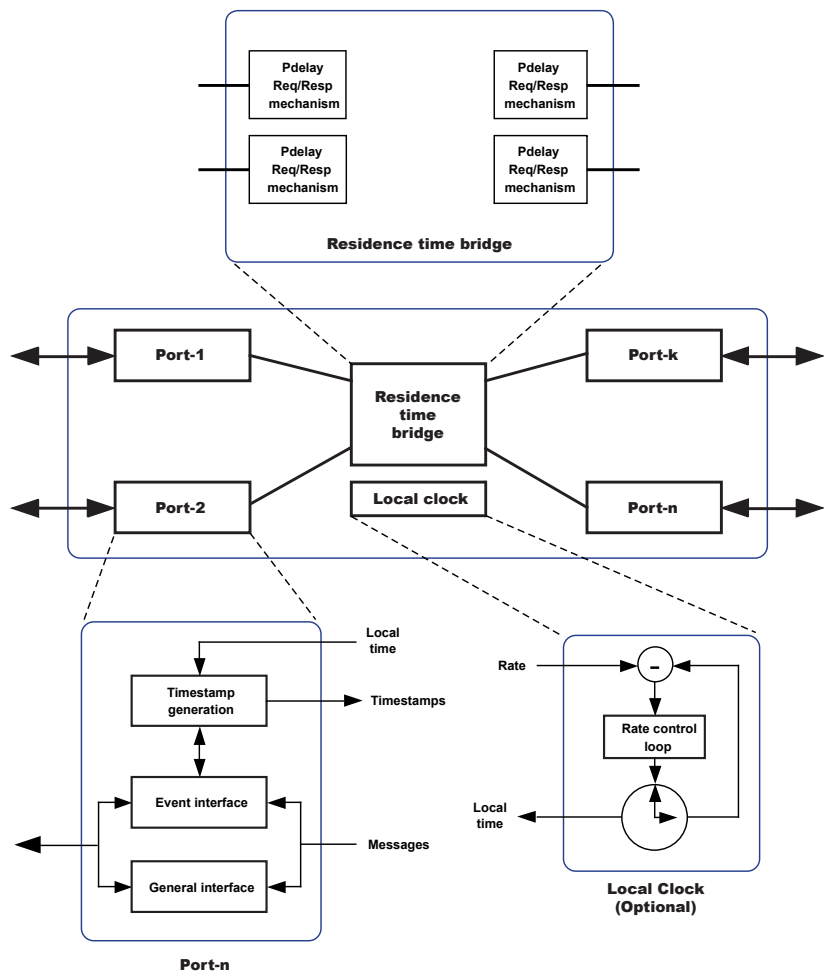 Pdelay
Req/Resp
mechanism
Pdelay
Req/Resp
mechanism
Pdelay
Req/Resp
mechanism
Pdelay
Req/Resp
mechanism
Residence time bridge
Port-1
Port-k
Residence
time
bridge
Port-2
Local clock
Port-n
Local
time
Timestamp
generation
Timestamps
Event interface
Messages
General interface
Port-n
Rate
–
Rate control
loop
Local
time
Local Clock
(Optional)